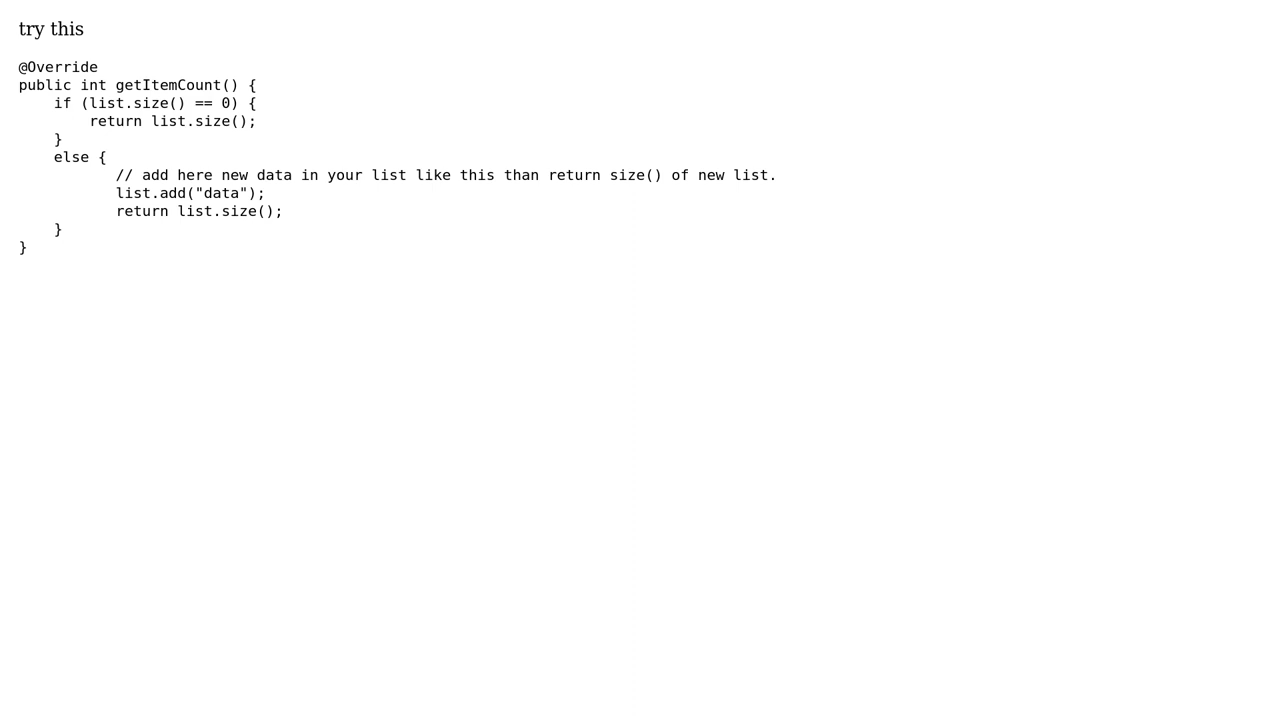 try this
@Override
public int getItemCount() {
    if (list.size() == 0) {
        return list.size();
    }
    else {
           // add here new data in your list like this than return size() of new list.
           list.add("data");
           return list.size();
    }
}